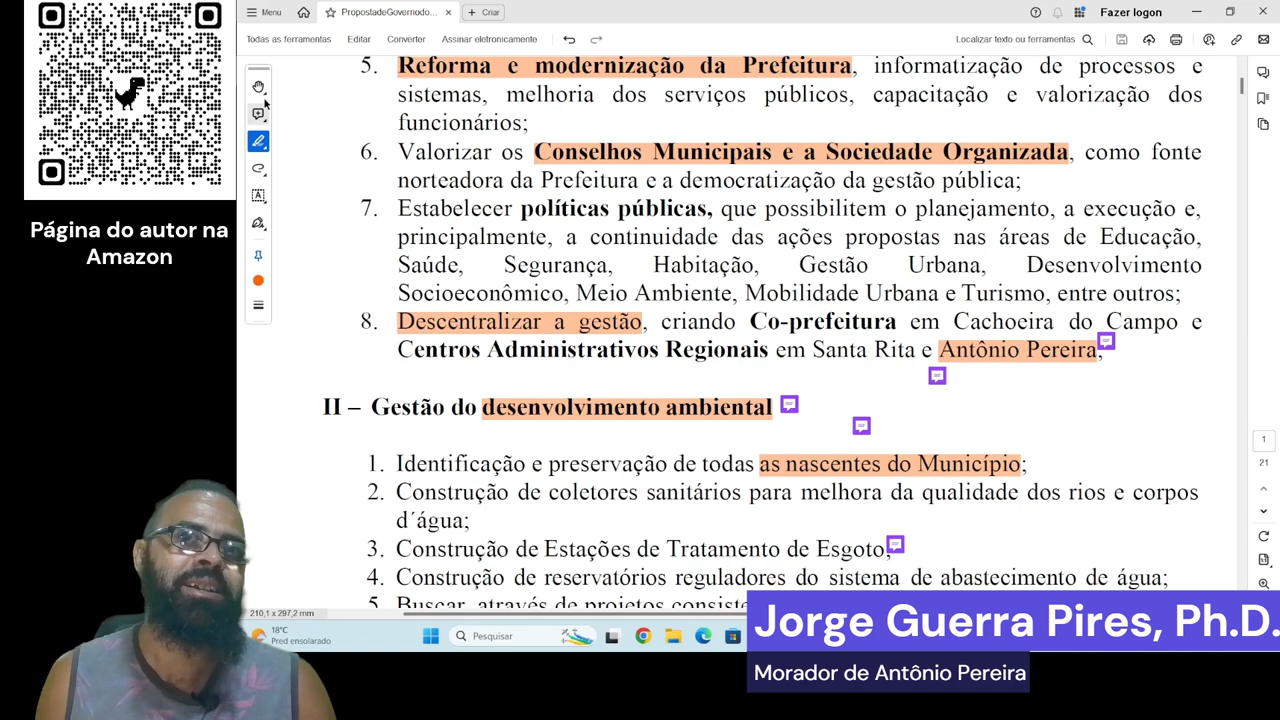 Menu
PropostadeGovernodo...
Criar
Fazer logon
Todas as ferramentas
Editar
Converter
Assinar eletronicamente
Localizar texto ou ferramentas
5. Reforma e modernização da Prefeitura, informatização de processos e
sistemas, melhoria dos serviços públicos, capacitação e valorização dos
funcionários;
6. Valorizar os Conselhos Municipais e a Sociedade Organizada, como fonte
norteadora da Prefeitura e a democratização da gestão pública;
7. Estabelecer políticas públicas, que possibilitem o planejamento, a execução e,
principalmente, a continuidade das ações propostas nas áreas de Educação,
Saúde, Segurança, Habitação, Gestão Urbana, Desenvolvimento
Socioeconômico, Meio Ambiente, Mobilidade Urbana e Turismo, entre outros;
8. Descentralizar a gestão, criando Co-prefeitura em Cachoeira do Campo e
Centros Administrativos Regionais em Santa Rita e Antônio Pereira;
II – Gestão do desenvolvimento ambiental
1. Identificação e preservação de todas as nascentes do Município;
2. Construção de coletores sanitários para melhora da qualidade dos rios e corpos
d´água;
3. Construção de Estações de Tratamento de Esgoto;
4. Construção de reservatórios reguladores do sistema de abastecimento de água;
5. Buscar, através de projetos
1
21
210,1 x 297,2 mm
18°C
Pred ensolarado
Pesquisar
Página do autor na
Amazon
Jorge Guerra Pires, Ph.D.
Morador de Antônio Pereira